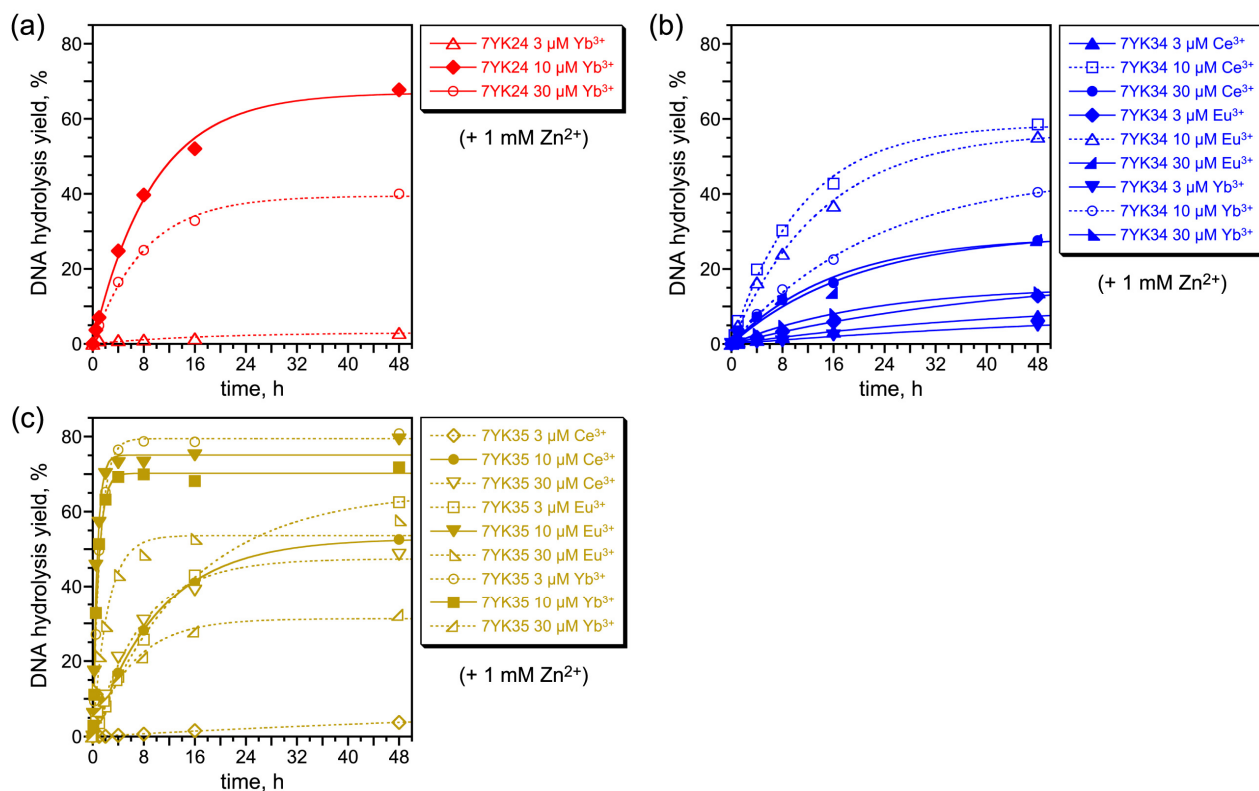 (a)
DNA hydrolysis yield, %
80
60
40
20
0
0 8 16 24 32 40 48
time, h
7YK24 3 µM Yb³⁺
7YK24 10 µM Yb³⁺
7YK24 30 µM Yb³⁺
(+ 1 mM Zn²⁺)
(b)
DNA hydrolysis yield, %
80
60
40
20
0
0 8 16 24 32 40 48
time, h
7YK34 3 µM Ce³⁺
7YK34 10 µM Ce³⁺
7YK34 30 µM Ce³⁺
7YK34 3 µM Eu³⁺
7YK34 10 µM Eu³⁺
7YK34 30 µM Eu³⁺
7YK34 3 µM Yb³⁺
7YK34 10 µM Yb³⁺
7YK34 30 µM Yb³⁺
(+ 1 mM Zn²⁺)
(c)
DNA hydrolysis yield, %
80
60
40
20
0
0 8 16 24 32 40 48
time, h
7YK35 3 µM Ce³⁺
7YK35 10 µM Ce³⁺
7YK35 30 µM Ce³⁺
7YK35 3 µM Eu³⁺
7YK35 10 µM Eu³⁺
7YK35 30 µM Eu³⁺
7YK35 3 µM Yb³⁺
7YK35 10 µM Yb³⁺
7YK35 30 µM Yb³⁺
(+ 1 mM Zn²⁺)